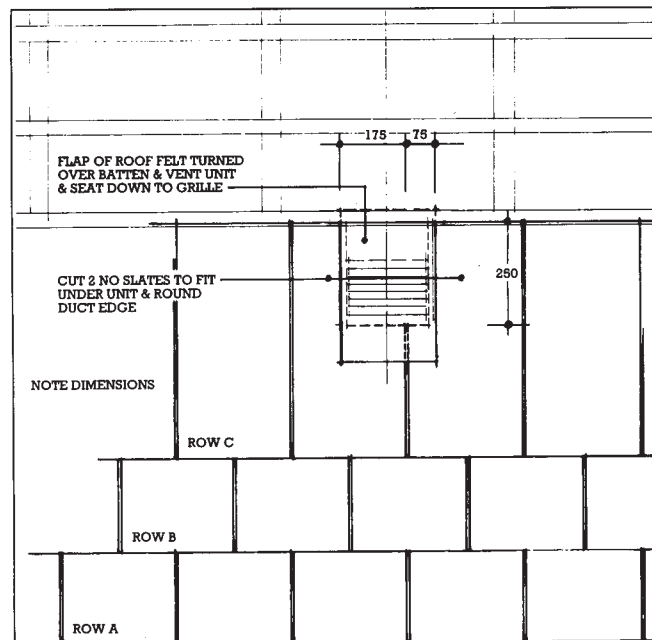 175 75
FLAP OF ROOF FELT TURNED
OVER BATTEN & VENT UNIT
& SEAT DOWN TO GRILLE
CUT 2 NO SLATES TO FIT
UNDER UNIT & ROUND
DUCT EDGE
250
NOTE DIMENSIONS
ROW C
ROW B
ROW A